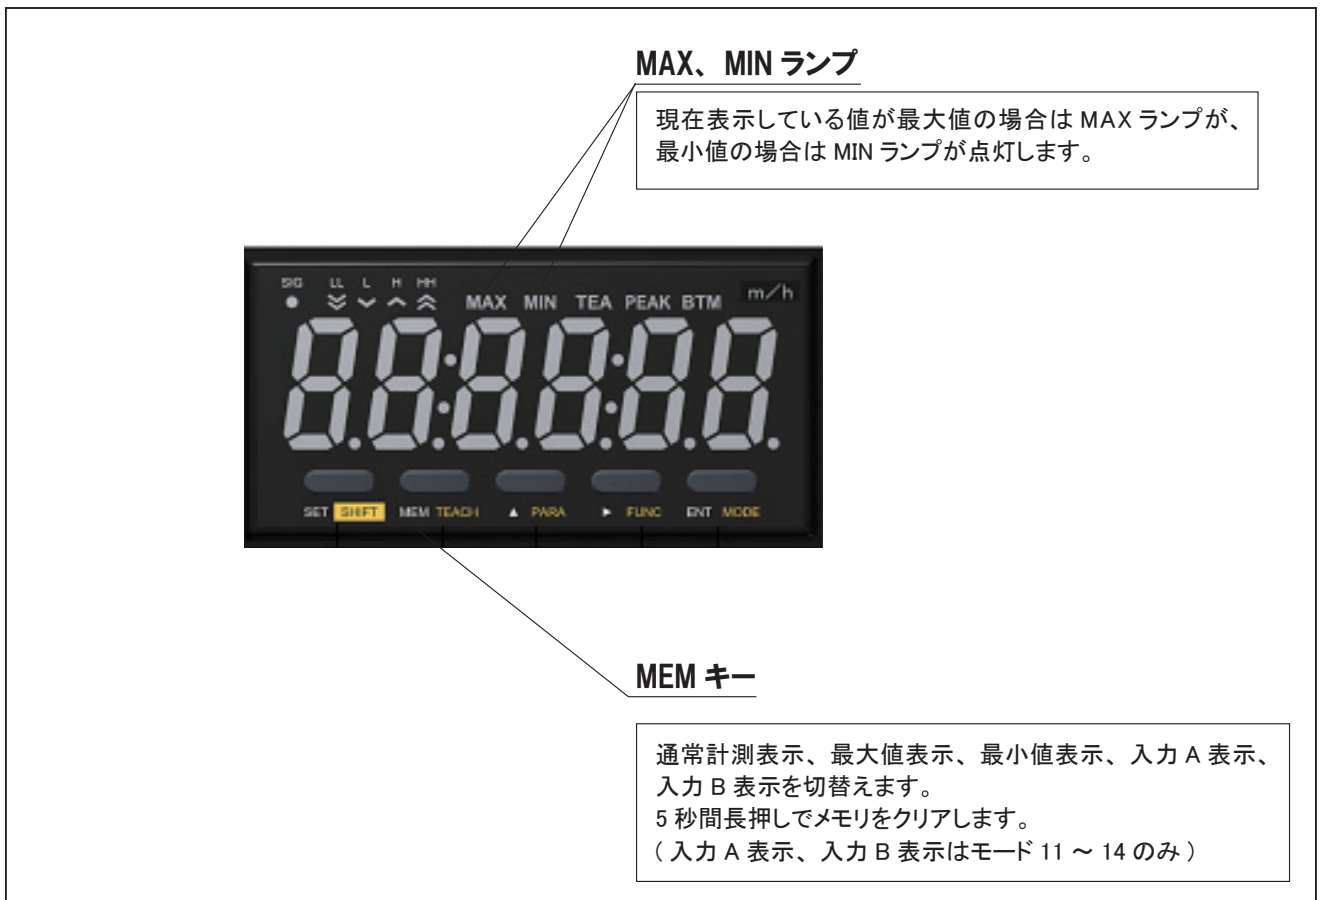 MAX、MIN ランプ
現在表示している値が最大値の場合は MAX ランプが、
最小値の場合は MIN ランプが点灯します。
SIG LL L H HH
MAX MIN TEA PEAK BTM m/h
88:88:88
SET SHIFT MEM TEACH ▲ PARA ► FUNC ENT MODE
MEM キー
通常計測表示、最大値表示、最小値表示、入力 A 表示、
入力 B 表示を切替えます。
5 秒間長押しでメモリをクリアします。
( 入力 A 表示、入力 B 表示はモード 11 ～ 14 のみ )